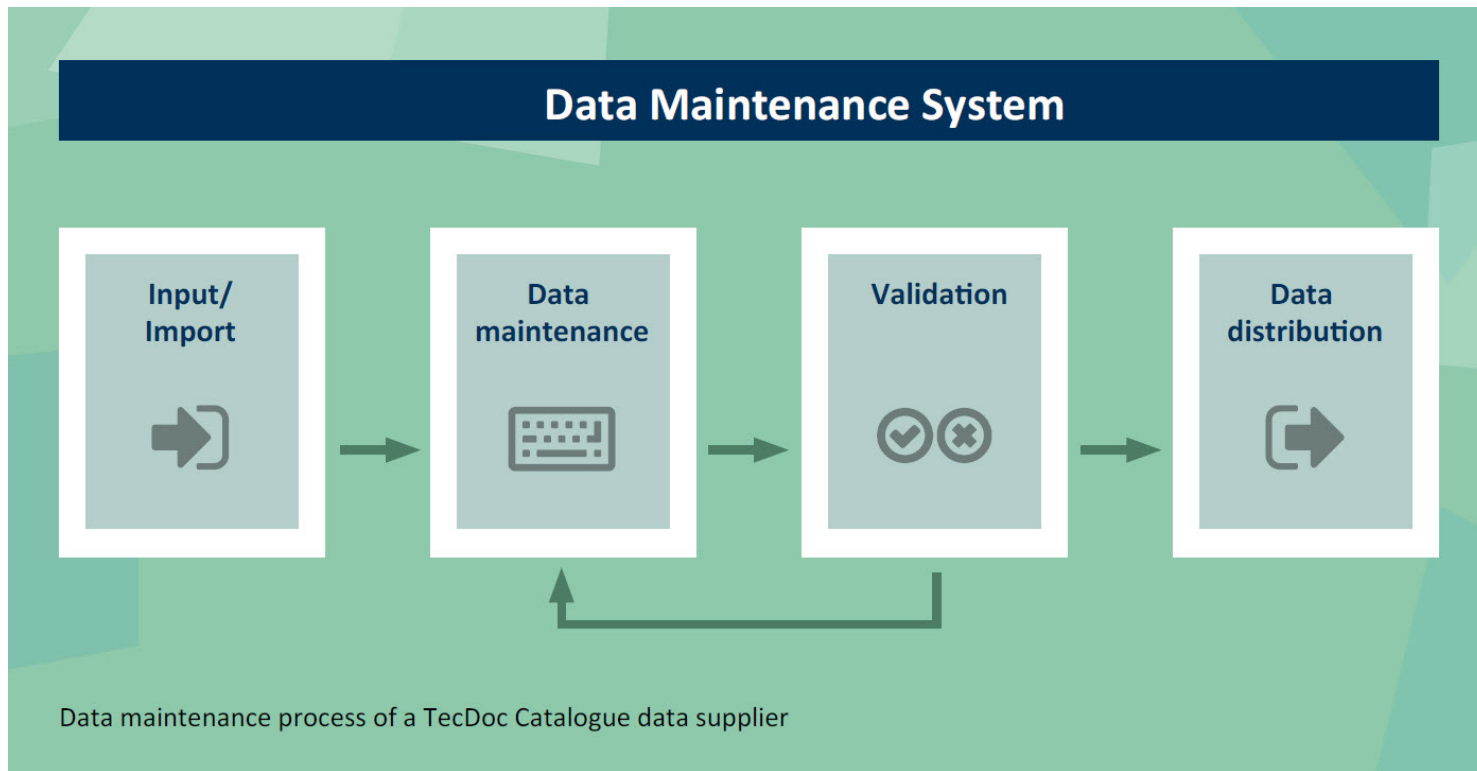 Data Maintenance System
Input/
Import
Data
maintenance
Validation
Data
distribution
Data maintenance process of a TecDoc Catalogue data supplier